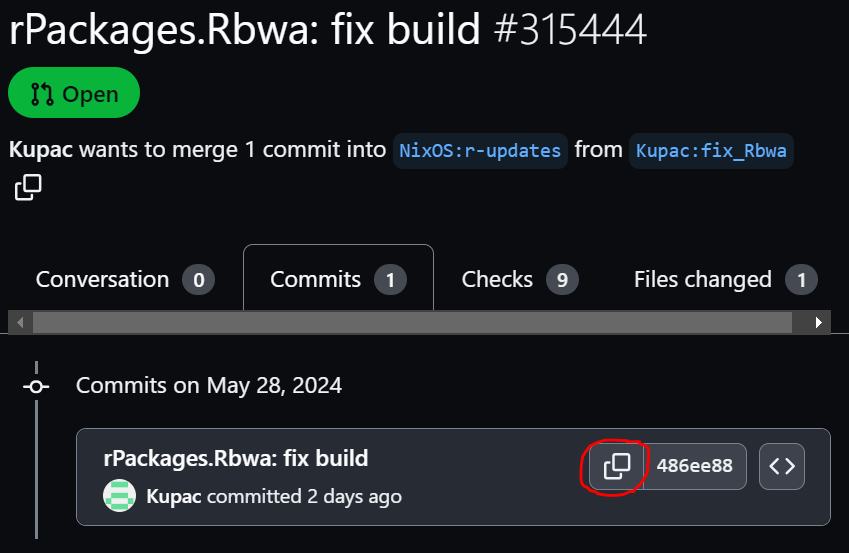 rPackages.Rbwa: fix build #315444
Open
Kupac wants to merge 1 commit into NixOS:r-updates from Kupac:fix_Rbwa
Conversation 0 Commits 1 Checks 9 Files changed 1
Commits on May 28, 2024
rPackages.Rbwa: fix build
486ee88
Kupac committed 2 days ago